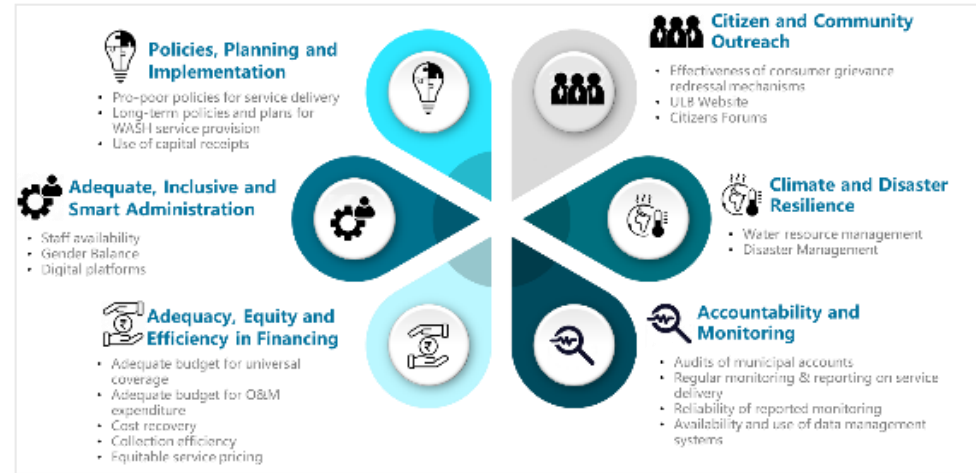 Policies, Planning and
Implementation
• Pro-poor policies for service delivery
• Long-term policies and plans for
WASH service provision
• Use of capital receipts
Adequate, Inclusive and
Smart Administration
• Staff availability
• Gender Balance
• Digital platforms
Adequacy, Equity and
Efficiency in Financing
• Adequate budget for universal
coverage
• Adequate budget for O&M
expenditure
• Cost recovery
• Collection efficiency
• Equitable service pricing
Citizen and Community
Outreach
• Effectiveness of consumer grievance
redressal mechanisms
• ULB Website
• Citizens Forums
Climate and Disaster
Resilience
• Water resource management
• Disaster Management
Accountability and
Monitoring
• Audits of municipal accounts
• Regular monitoring & reporting on service
delivery
• Reliability of reported monitoring
• Availability and use of data management
systems